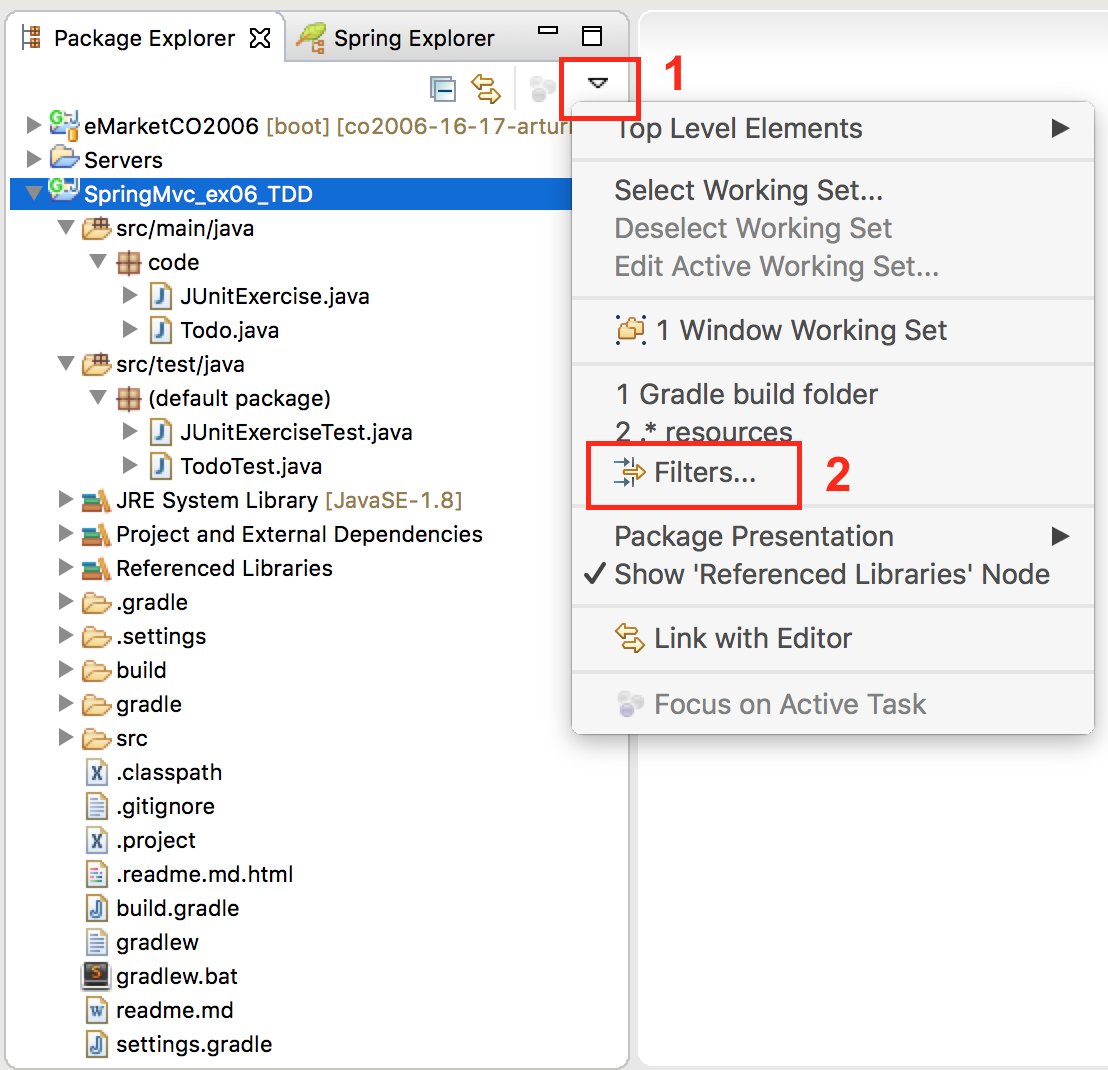 Package Explorer
Spring Explorer
1
eMarketCO2006 [boot] [co2006-16-17-artur
Servers
SpringMvc_ex06_TDD
src/main/java
code
JUnitExercise.java
Todo.java
src/test/java
(default package)
JUnitExerciseTest.java
TodoTest.java
JRE System Library [JavaSE-1.8]
Project and External Dependencies
Referenced Libraries
.gradle
.settings
build
gradle
src
.classpath
.gitignore
.project
.readme.md.html
build.gradle
gradlew
gradlew.bat
readme.md
settings.gradle
Top Level Elements
Select Working Set...
Deselect Working Set
Edit Active Working Set...
1 Window Working Set
1 Gradle build folder
2 .* resources
Filters...
2
Package Presentation
Show 'Referenced Libraries' Node
Link with Editor
Focus on Active Task